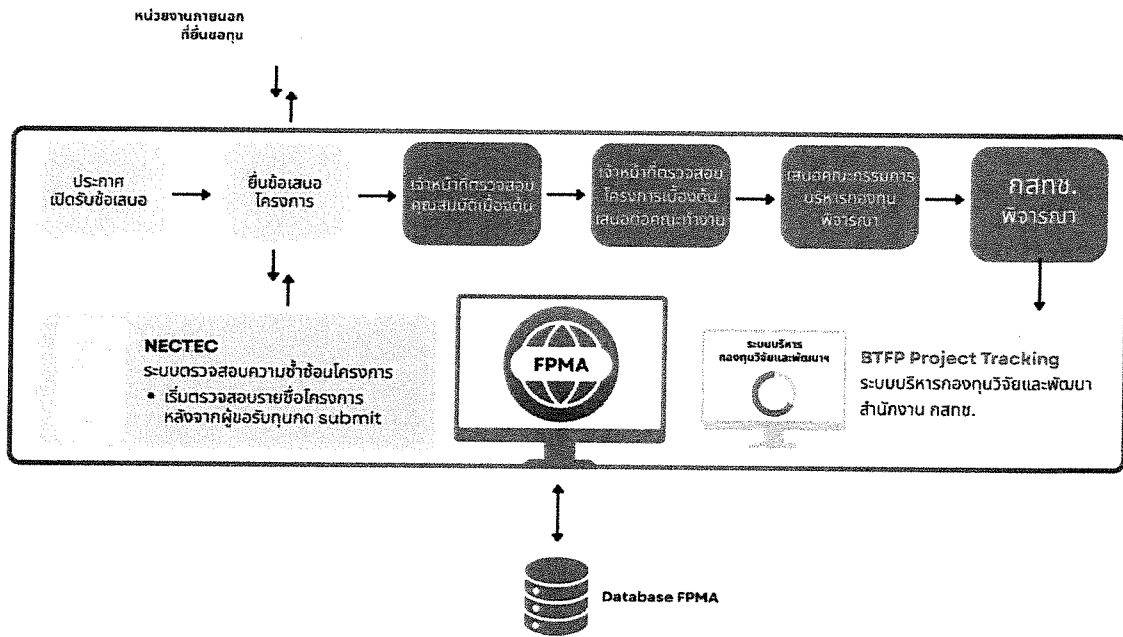 หน่วยงานภายนอก
ที่ยื่นขอทุน
ประกาศ
เปิดรับข้อเสนอ
ยื่นข้อเสนอ
โครงการ
เจ้าหน้าที่ตรวจสอบ
คุณสมบัติเบื้องต้น
เจ้าหน้าที่ตรวจสอบ
โครงการเบื้องต้น
เสนอต่อคณะทำงาน
เสนอคณะกรรมการ
บริหารกองทุน
พิจารณา
กสทช.
พิจารณา
NECTEC
ระบบตรวจสอบความซ้ำซ้อนโครงการ
• เริ่มตรวจสอบรายชื่อโครงการ
หลังจากผู้ขอรับทุนกด submit
FPMA
ระบบบริหาร
กองทุนวิจัยและพัฒนาฯ
BTFP Project Tracking
ระบบบริหารกองทุนวิจัยและพัฒนา
สำนักงาน กสทช.
Database FPMA